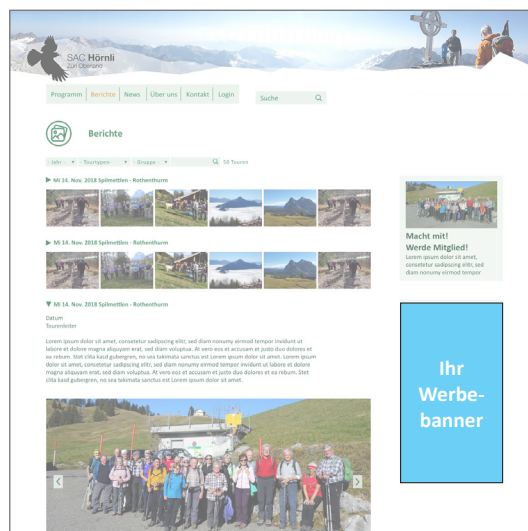 SAC Hörnli
Züri Oberland
Programm Berichte News Über uns Kontakt Login
Suche
Berichte
- Jahr - - Tourtypen- - Gruppe - 50 Touren
Mi 14. Nov. 2018 Spilmettlen - Rothenthurm
Mi 14. Nov. 2018 Spilmettlen - Rothenthurm
Mi 14. Nov. 2018 Spilmettlen - Rothenthurm
Datum
Tourenleiter
Lorem ipsum dolor sit amet, consetetur sadipscing elitr, sed diam nonumy eirmod tempor invidunt ut
labore et dolore magna aliquyam erat, sed diam voluptua. At vero eos et accusam et justo duo dolores et
ea rebum. Stet clita kasd gubergren, no sea takimata sanctus est Lorem ipsum dolor sit amet. Lorem ipsum
dolor sit amet, consetetur sadipscing elitr, sed diam nonumy eirmod tempor invidunt ut labore et dolore
magna aliquyam erat, sed diam voluptua. At vero eos et accusam et justo duo dolores et ea rebum. Stet
clita kasd gubergren, no sea takimata sanctus est Lorem ipsum dolor sit amet.
Macht mit!
Werde Mitglied!
Lorem ipsum dolor sit amet,
consetetur sadipscing elitr, sed
diam nonumy eirmod tempor
Ihr
Werbe-
banner